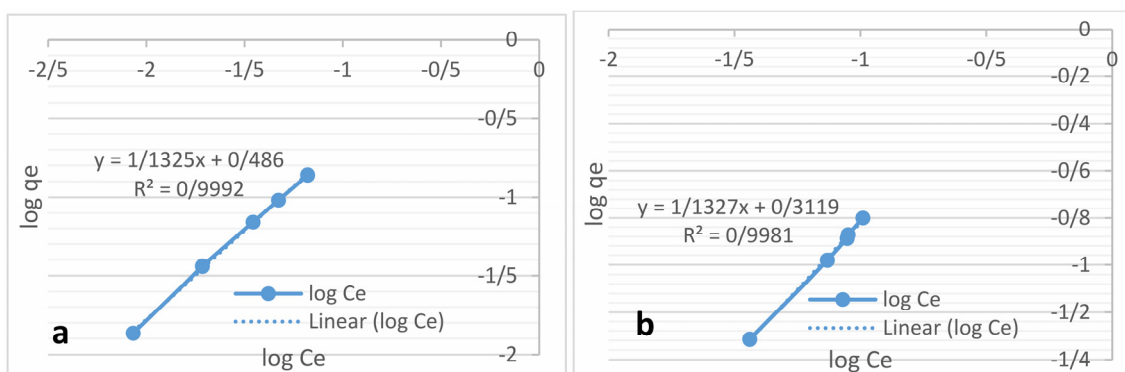 0
-2/5 -2 -1/5 -1 -0/5 0
-0/5
y = 1/1325x + 0/486
R² = 0/9992
-1
log qe
-1/5
log Ce
Linear (log Ce)
a
-2
log Ce
0
-2 -1/5 -1 -0/5 0
-0/2
-0/4
-0/6
log qe
y = 1/1327x + 0/3119
R² = 0/9981
-0/8
-1
log Ce
-1/2
b
Linear (log Ce)
log Ce
-1/4